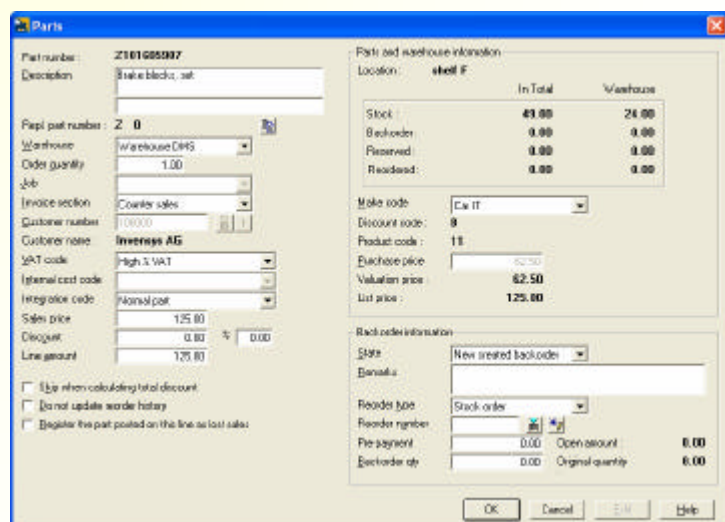 Parts
Part number : Z101605907
Description Brake blocks, set
Repl part number : Z 0
Warehouse Warehouse DMS
Order quantity 1.00
Job
Invoice section Counter sales
Customer number 100000
Customer name Invensys AG
VAT code High % VAT
Internal cost code
Integration code Normal part
Sales price 125.00
Discount 0.00 % 0.00
Line amount 125.00
Skip when calculating total discount
Do not update reorder history
Register the part posted on this line as lost sales
Parts and warehouse information
Location : shelf F
In Total Warehouse
Stock : 49.00 24.00
Backorder : 0.00 0.00
Reserved : 0.00 0.00
Reordered : 0.00 0.00
Make code Car IT
Discount code :
Product code : 11
Purchase price 62.50
Valuation price : 62.50
List price : 125.00
Backorder information
State New created backorder
Remarks
Reorder type Stock order
Reorder number
Pre-payment 0.00 Open amount : 0.00
Backorder qty 0.00 Original quantity 0.00
OK Cancel Edit Help